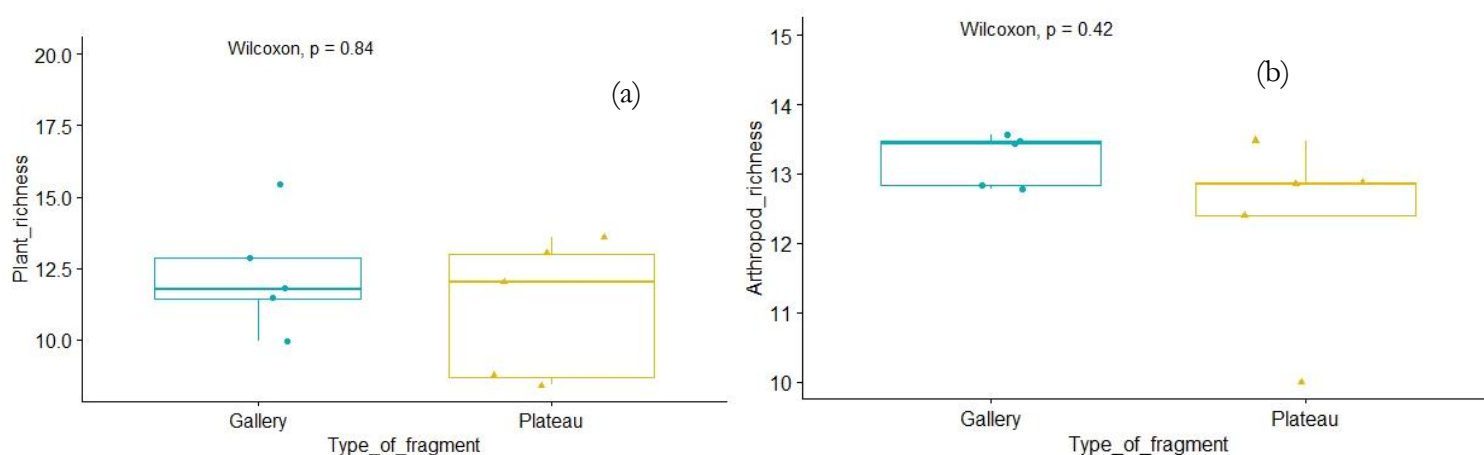 Wilcoxon, p = 0.84
(a)
20.0
17.5
15.0
12.5
10.0
Plant_richness
Gallery
Plateau
Type_of_fragment
Wilcoxon, p = 0.42
(b)
15
14
13
12
11
10
Arthropod_richness
Gallery
Plateau
Type_of_fragment